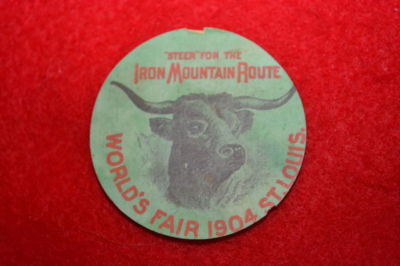 "STEER" FOR THE
IRON MOUNTAIN ROUTE
WORLD'S FAIR 1904 ST. LOUIS.